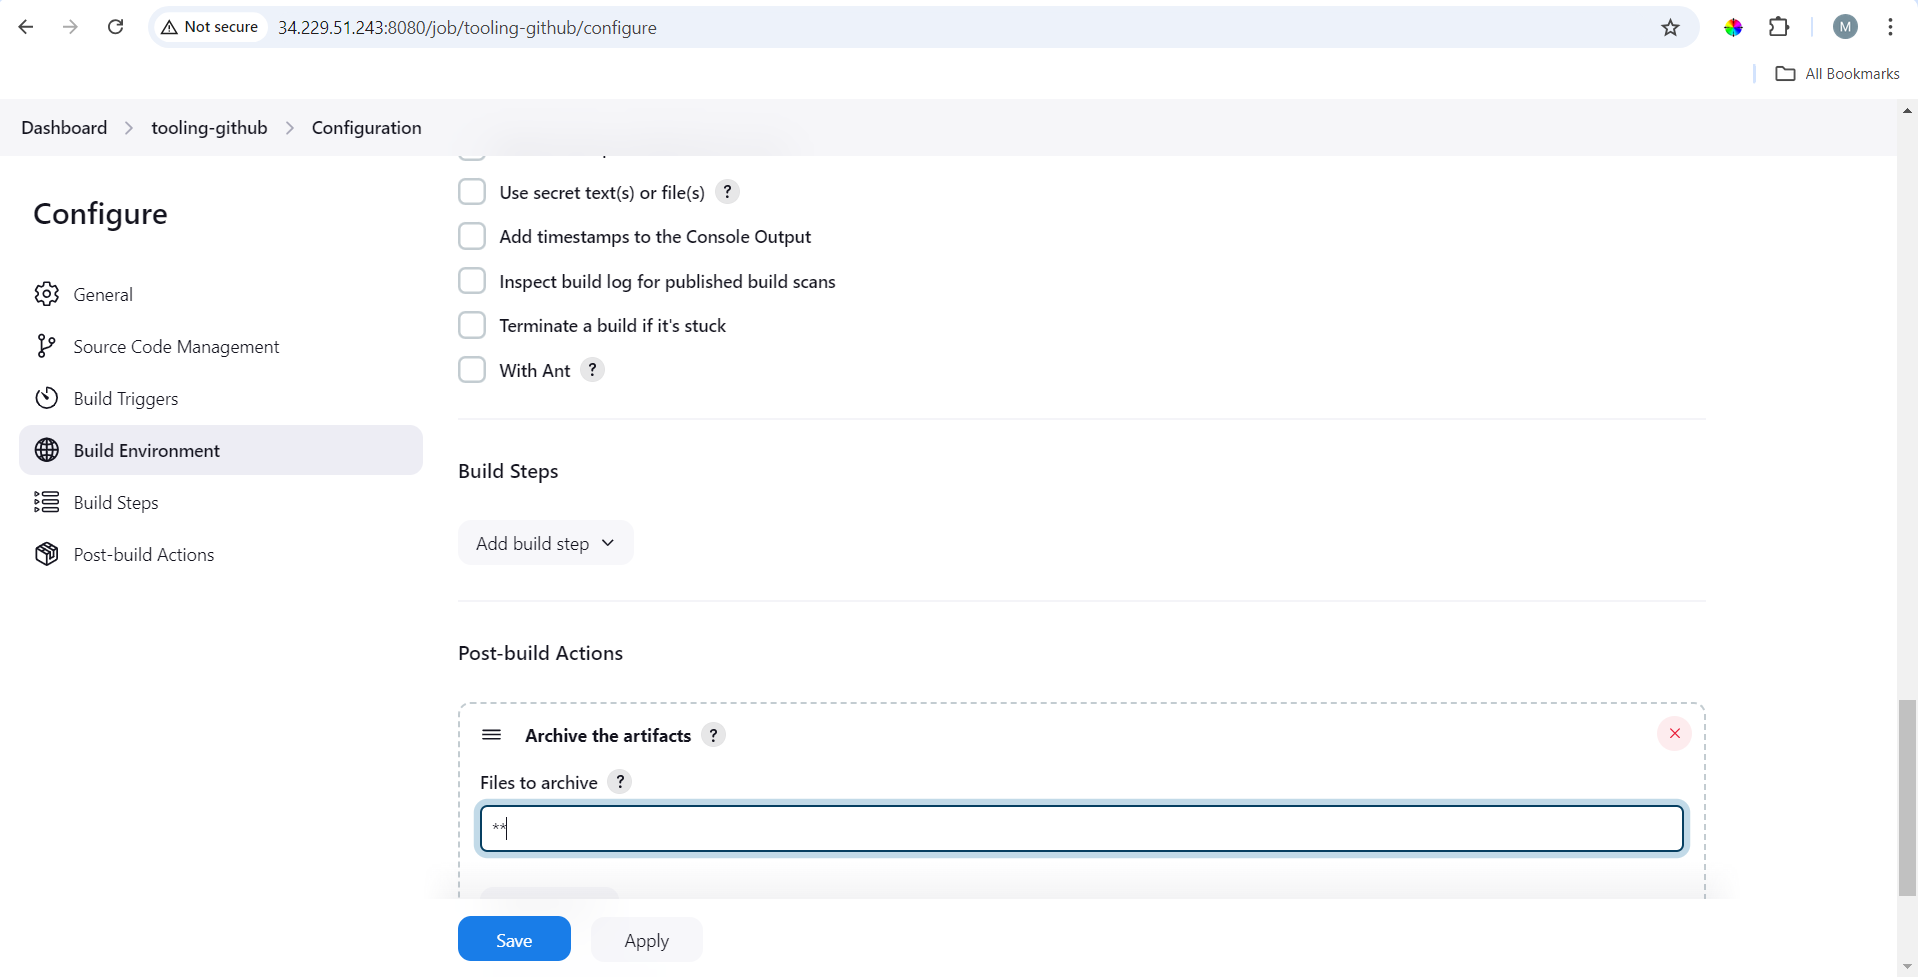 Not secure
34.229.51.243:8080/job/tooling-github/configure
M
All Bookmarks
Dashboard > tooling-github > Configuration
Configure
General
Source Code Management
Build Triggers
Build Environment
Build Steps
Post-build Actions
Use secret text(s) or file(s) ?
Add timestamps to the Console Output
Inspect build log for published build scans
Terminate a build if it's stuck
With Ant ?
Build Steps
Add build step
Post-build Actions
Archive the artifacts ?
Files to archive ?
**
Save
Apply